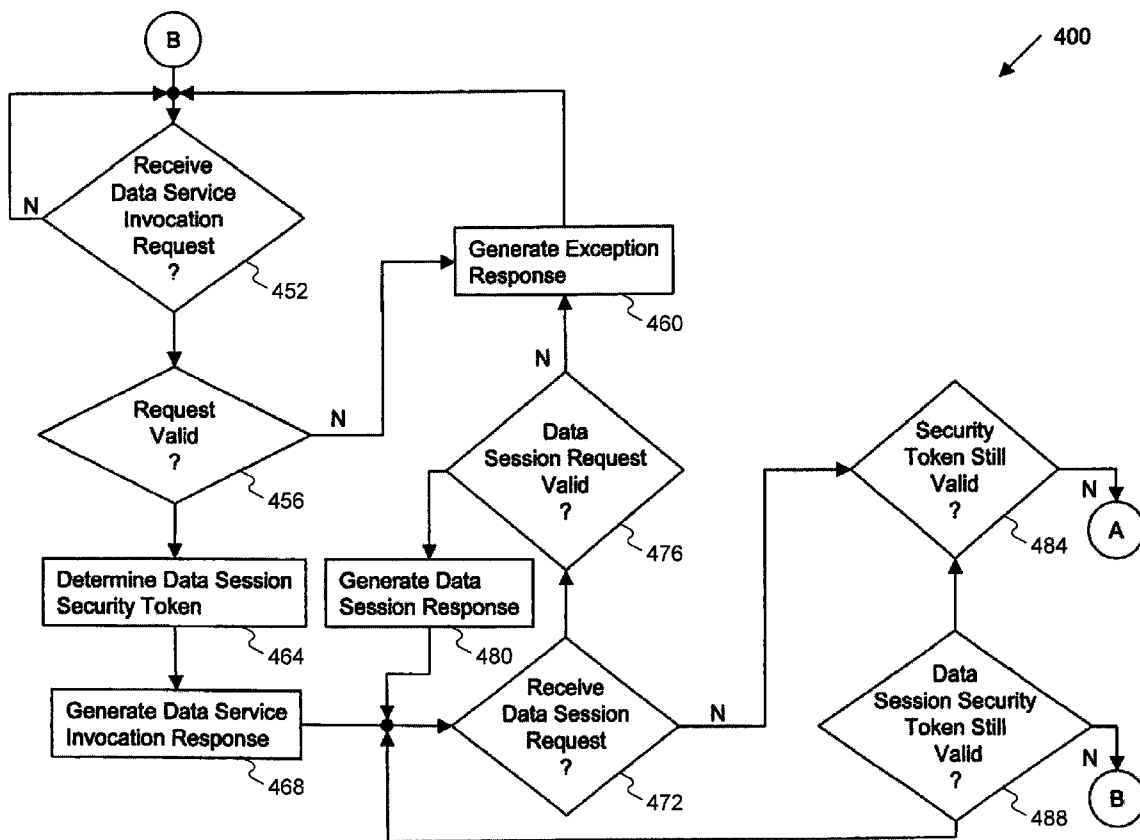 B
400
Receive
Data Service
Invocation
Request
?
N
452
Generate Exception
Response
460
N
Request
Valid
?
N
456
Data
Session Request
Valid
?
476
Security
Token Still
Valid
?
N
484
A
Determine Data Session
Security Token
464
Generate Data
Session Response
480
Generate Data Service
Invocation Response
468
Receive
Data Session
Request
?
N
472
Data
Session Security
Token Still
Valid
?
N
488
B